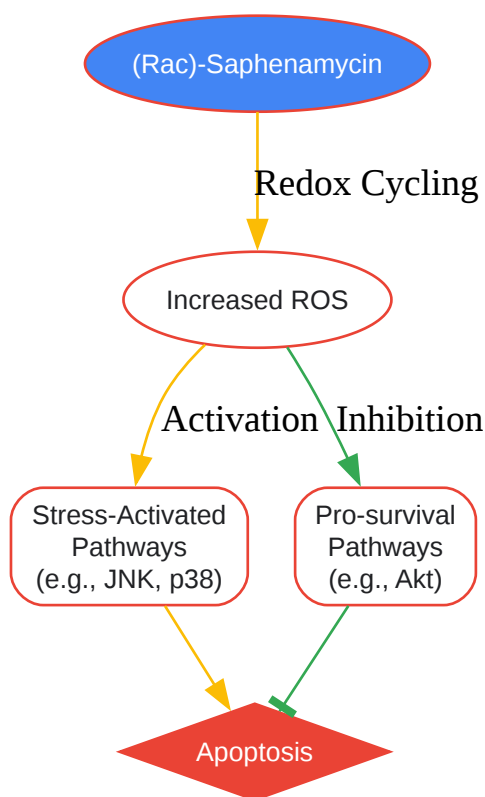 (Rac)-Saphenamycin
Redox Cycling
Increased ROS
Activation
Inhibition
Stress-Activated
Pathways
(e.g., JNK, p38)
Pro-survival
Pathways
(e.g., Akt)
Apoptosis